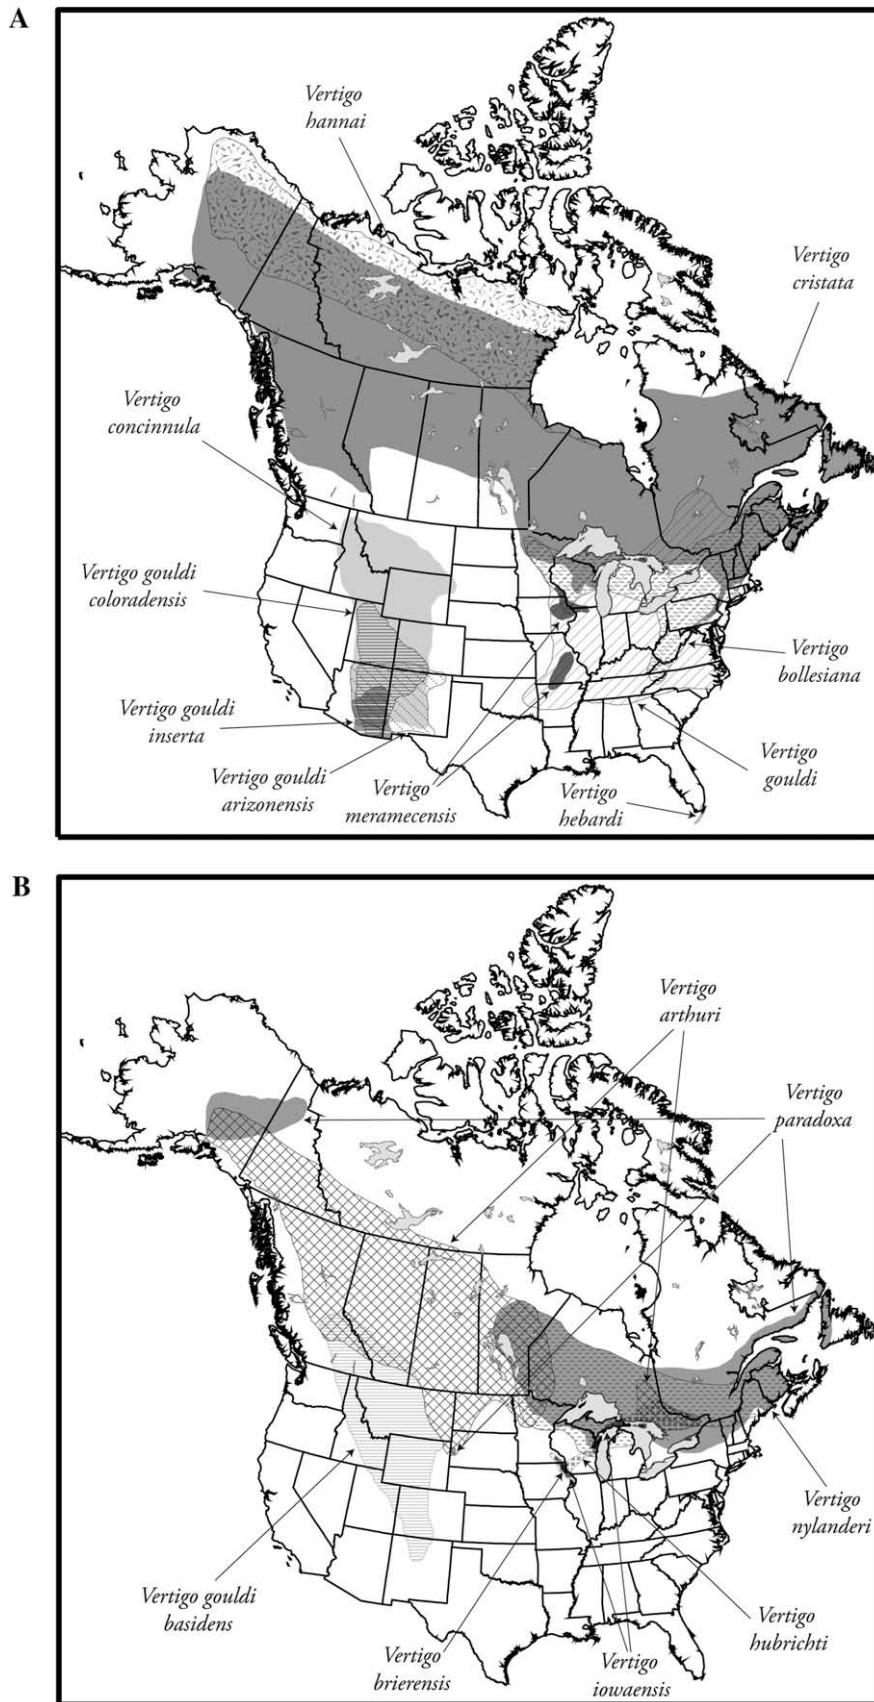 A
Vertigo
hannai
Vertigo
cristata
Vertigo
concinnula
Vertigo gouldi
coloradensis
Vertigo
bollesiana
Vertigo gouldi
inserta
Vertigo gouldi
arizonensis
Vertigo
meramecensis
Vertigo
hebardi
Vertigo
gouldi
B
Vertigo
arthuri
Vertigo
paradoxa
Vertigo
nylanderi
Vertigo gouldi
basidens
Vertigo
brierensis
Vertigo
iowaensis
Vertigo
hubrichti